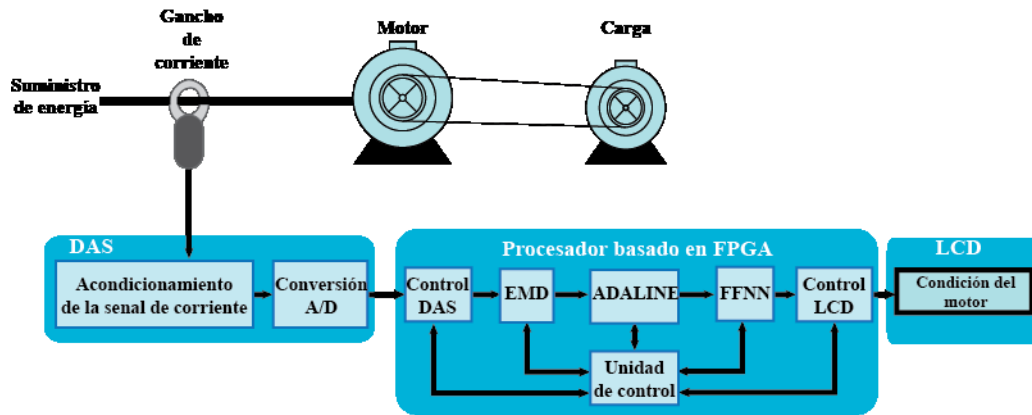 Gancho
de
corriente
Motor
Carga
Suministro
de energía
DAS
Acondicionamiento
de la senal de corriente
Conversión
A/D
Procesador basado en FPGA
Control
DAS
EMD
ADALINE
FFNN
Control
LCD
Unidad
de control
LCD
Condición del
motor